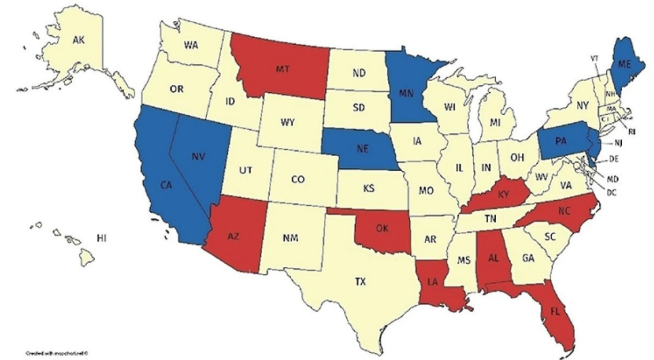 AK
WA
MT
ND
MN
VT
ME
OR
ID
SD
WI
MI
NY
NH
MA
CT
RI
WY
NE
IA
PA
NJ
NV
UT
CO
IL
IN
OH
DE
CA
KS
MO
WV
VA
MD
DC
KY
AZ
NM
OK
AR
TN
NC
SC
HI
TX
LA
MS
AL
GA
FL
Created with mapchart.net ©